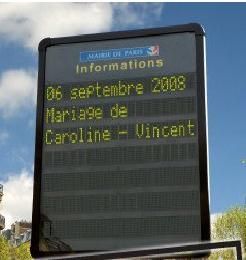 MAIRIE DE PARIS
Informations
06 septembre 2008
Mariage de
Caroline - Vincent